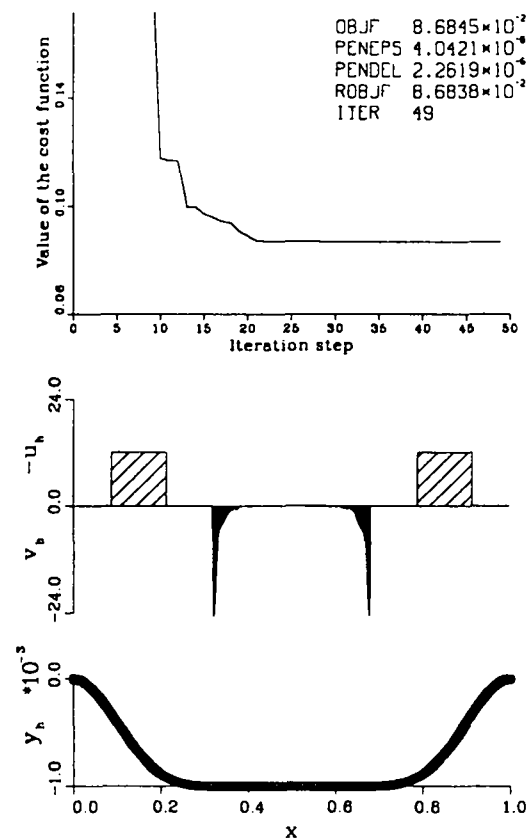 OBJF 8.6845*10⁻²
PENEPS 4.0421*10⁻⁶
PENDEL 2.2619*10⁻⁶
ROBJF 8.6838*10⁻²
ITER 49
Value of the cost function
0.14
0.10
0.06
0 5 10 15 20 25 30 35 40 45 50
Iteration step
24.0
0.0
-24.0
-u_h
v_h
0.0
-1.0
y_h *10⁻³
0.0 0.2 0.4 0.6 0.8 1.0
x